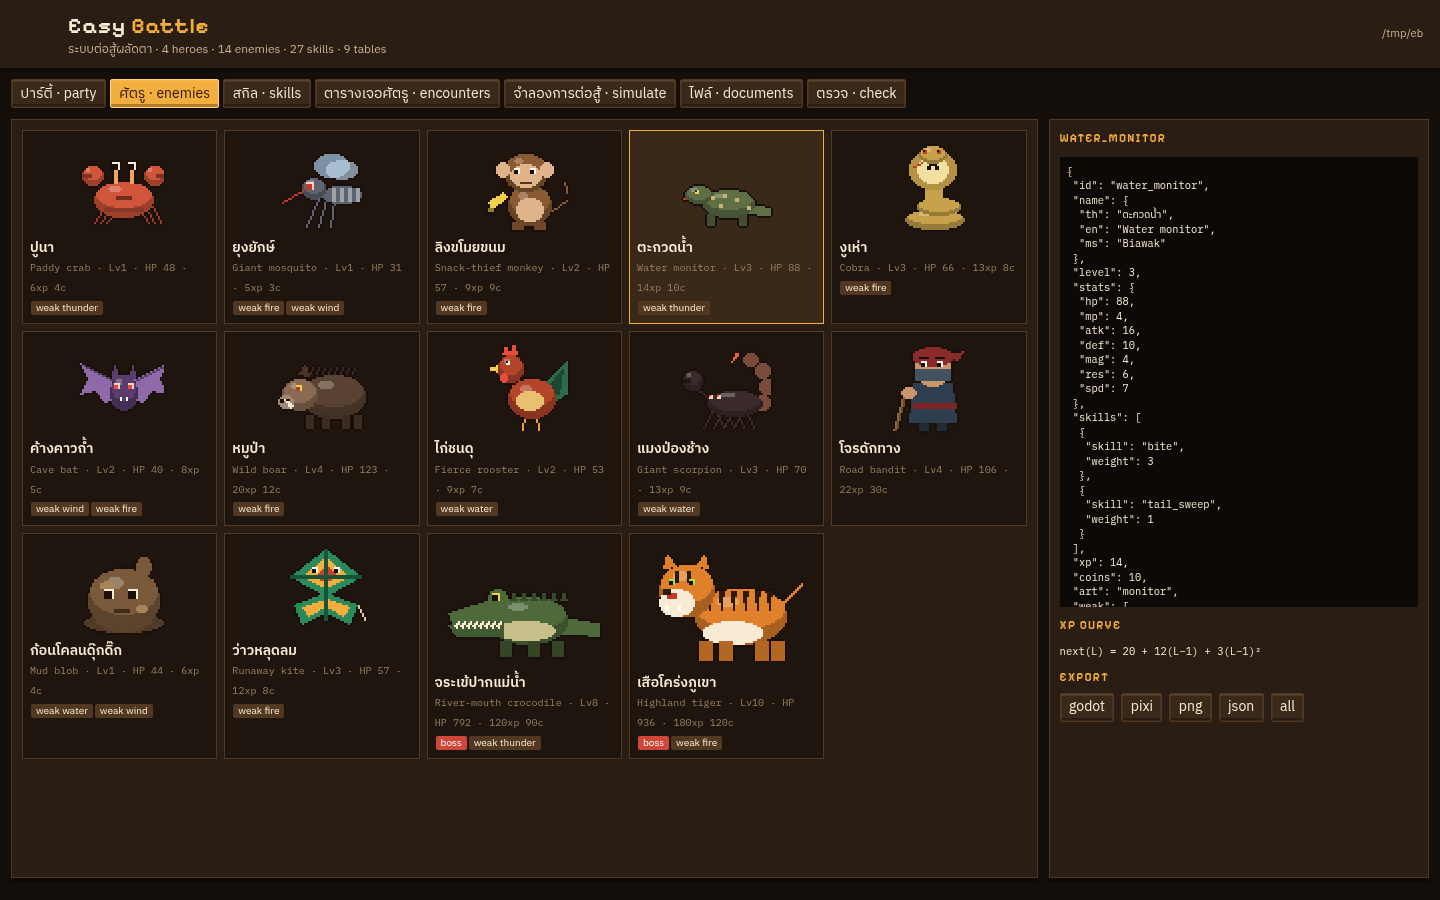 Easy Battle
ระบบต่อสู้ผลัดตา · 4 heroes · 14 enemies · 27 skills · 9 tables
/tmp/eb
ปาร์ตี้ · party
ศัตรู · enemies
สกิล · skills
ตารางเจอศัตรู · encounters
จำลองการต่อสู้ · simulate
ไฟล์ · documents
ตรวจ · check
ปูนา
Paddy crab · Lv1 · HP 48 ·
6xp 4c
weak thunder
ยุงยักษ์
Giant mosquito · Lv1 · HP 31
· 5xp 3c
weak fire weak wind
ลิงขโมยขนม
Snack-thief monkey · Lv2 · HP
57 · 9xp 9c
weak fire
ตะกวดน้ำ
Water monitor · Lv3 · HP 88 ·
14xp 10c
weak thunder
งูเห่า
Cobra · Lv3 · HP 66 · 13xp 8c
weak fire
ค้างคาวถ้ำ
Cave bat · Lv2 · HP 40 · 8xp
5c
weak wind weak fire
หมูป่า
Wild boar · Lv4 · HP 123 ·
20xp 12c
weak fire
ไก่ชนดุ
Fierce rooster · Lv2 · HP 53
· 9xp 7c
weak water
แมงป่องช้าง
Giant scorpion · Lv3 · HP 70
· 13xp 9c
weak water
โจรดักทาง
Road bandit · Lv4 · HP 106 ·
22xp 30c
ก้อนโคลนดุ๊กดิ๊ก
Mud blob · Lv1 · HP 44 · 6xp
4c
weak water weak wind
ว่าวหลุดลม
Runaway kite · Lv3 · HP 57 ·
12xp 8c
weak fire
จระเข้ปากแม่น้ำ
River-mouth crocodile · Lv8 ·
HP 792 · 120xp 90c
boss weak thunder
เสือโคร่งภูเขา
Highland tiger · Lv10 · HP
936 · 180xp 120c
boss weak fire
WATER_MONITOR
{
"id": "water_monitor",
"name": {
"th": "ตะกวดน้ำ",
"en": "Water monitor",
"ms": "Biawak"
},
"level": 3,
"stats": {
"hp": 88,
"mp": 4,
"atk": 16,
"def": 10,
"mag": 4,
"res": 6,
"spd": 7
},
"skills": [
{
"skill": "bite",
"weight": 3
},
{
"skill": "tail_sweep",
"weight": 1
}
],
"xp": 14,
"coins": 10,
"art": "monitor",
"weak": [
XP CURVE
next(L) = 20 + 12(L−1) + 3(L−1)²
EXPORT
godot
pixi
png
json
all